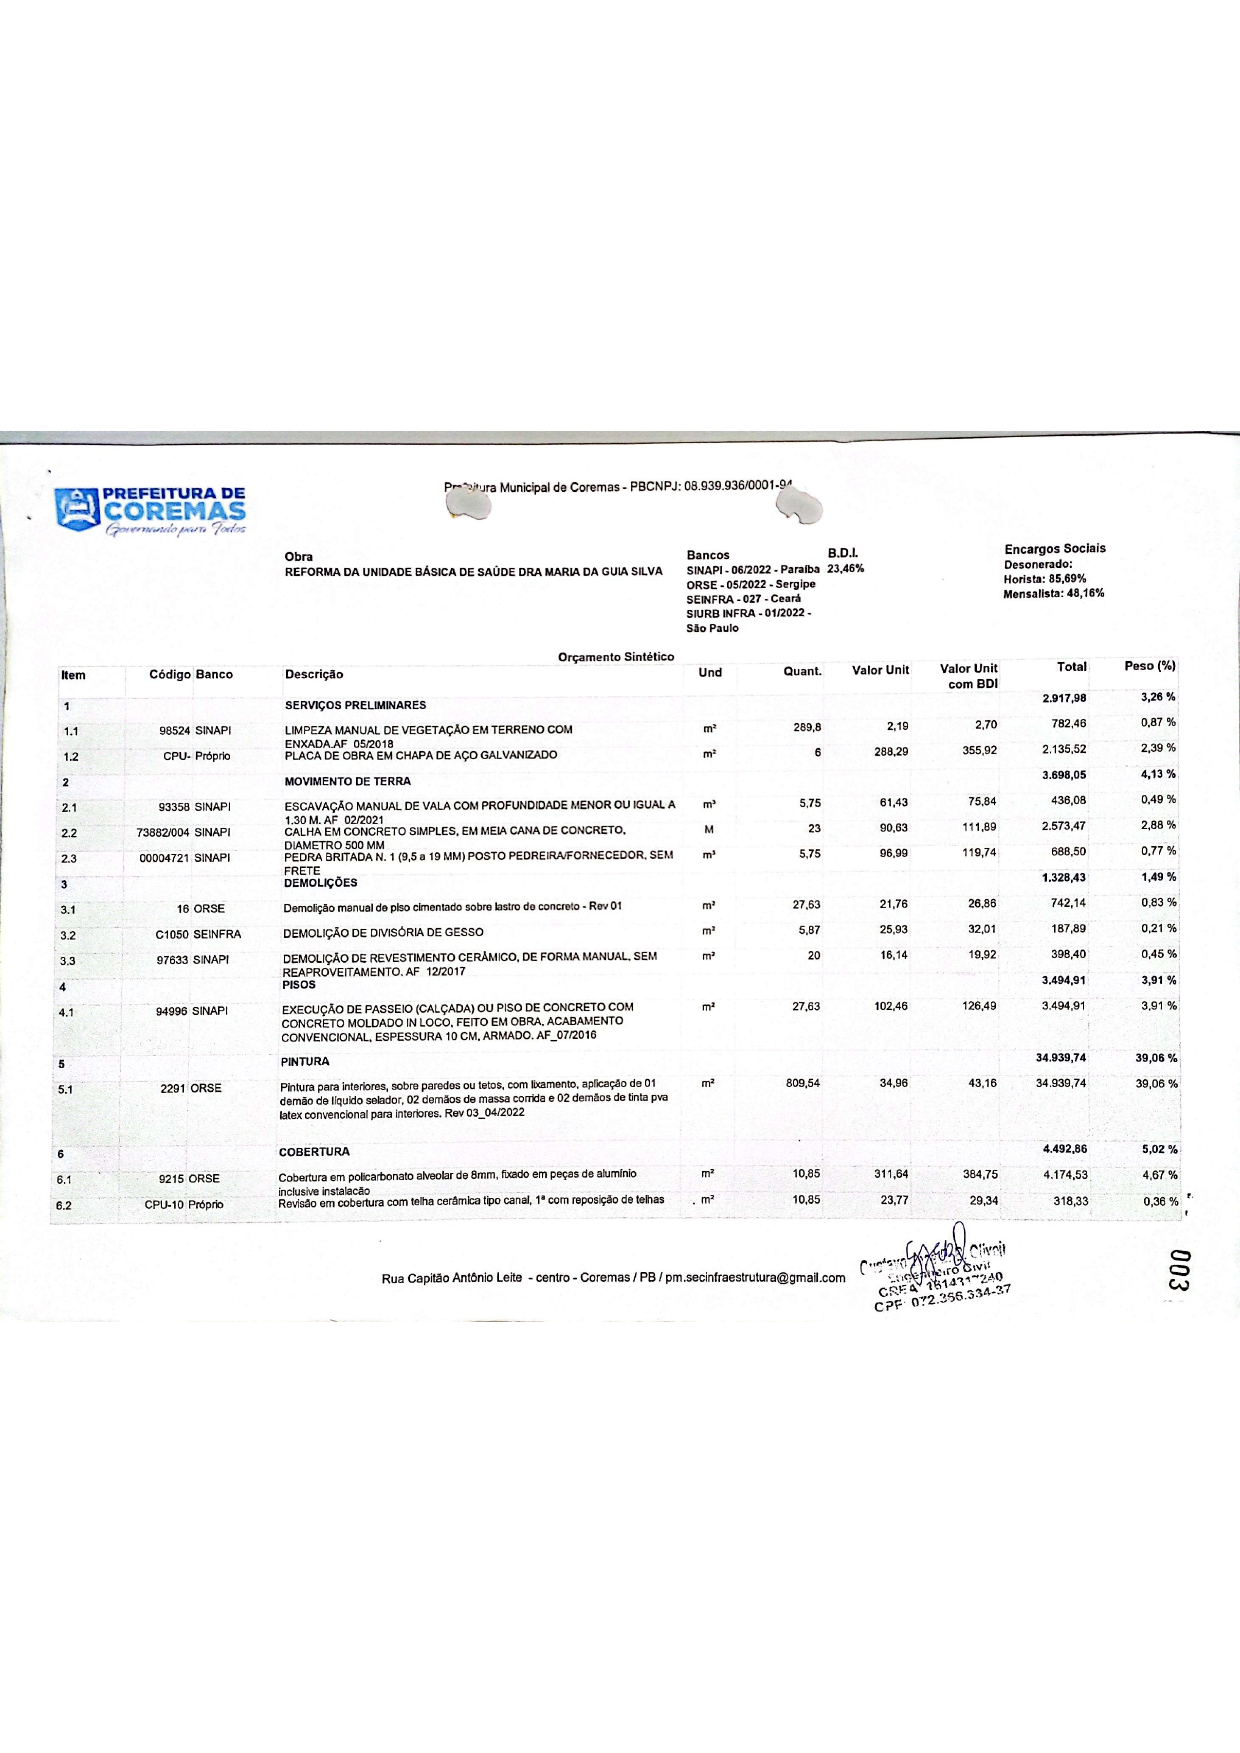 PREFEITURA DE
COREMAS
Governando para Todos
Municipal de Coremas - PBCNPJ: 08.939.936/0001-94
Obra
REFORMA DA UNIDADE BÁSICA DE SAÚDE DRA MARIA DA GUIA SILVA
Bancos
SINAPI - 06/2022 - Paraíba
ORSE - 05/2022 - Sergipe
SEINFRA - 027 - Ceará
SIURB INFRA - 01/2022 -
São Paulo
B.D.I.
23,46%
Encargos Sociais
Desonerado:
Horista: 85,69%
Mensalista: 48,16%
Orçamento Sintético
Item Código Banco Descrição Und Quant. Valor Unit Valor Unit com BDI Total Peso (%)
1 SERVIÇOS PRELIMINARES 2.917,98 3,26 %
1.1 98524 SINAPI LIMPEZA MANUAL DE VEGETAÇÃO EM TERRENO COM m² 289,8 2,19 2,70 782,46 0,87 %
ENXADA.AF_05/2018
1.2 CPU- Próprio PLACA DE OBRA EM CHAPA DE AÇO GALVANIZADO m² 6 288,29 355,92 2.135,52 2,39 %
2 MOVIMENTO DE TERRA 3.698,05 4,13 %
2.1 93358 SINAPI ESCAVAÇÃO MANUAL DE VALA COM PROFUNDIDADE MENOR OU IGUAL A m³ 5,75 61,43 75,84 436,08 0,49 %
1,30 M. AF_02/2021
2.2 73882/004 SINAPI CALHA EM CONCRETO SIMPLES, EM MEIA CANA DE CONCRETO, M 23 90,63 111,89 2.573,47 2,88 %
DIAMETRO 500 MM
2.3 00004721 SINAPI PEDRA BRITADA N. 1 (9,5 a 19 MM) POSTO PEDREIRA/FORNECEDOR, SEM m³ 5,75 96,99 119,74 688,50 0,77 %
FRETE
3 DEMOLIÇÕES 1.328,43 1,49 %
3.1 16 ORSE Demolição manual de piso cimentado sobre lastro de concreto - Rev 01 m² 27,63 21,76 26,86 742,14 0,83 %
3.2 C1050 SEINFRA DEMOLIÇÃO DE DIVISÓRIA DE GESSO m² 5,87 25,93 32,01 187,89 0,21 %
3.3 97633 SINAPI DEMOLIÇÃO DE REVESTIMENTO CERÂMICO, DE FORMA MANUAL, SEM m² 20 16,14 19,92 398,40 0,45 %
REAPROVEITAMENTO. AF_12/2017
4 PISOS 3.494,91 3,91 %
4.1 94996 SINAPI EXECUÇÃO DE PASSEIO (CALÇADA) OU PISO DE CONCRETO COM m² 27,63 102,46 126,49 3.494,91 3,91 %
CONCRETO MOLDADO IN LOCO, FEITO EM OBRA, ACABAMENTO
CONVENCIONAL, ESPESSURA 10 CM, ARMADO. AF_07/2016
5 PINTURA 34.939,74 39,06 %
5.1 2291 ORSE Pintura para interiores, sobre paredes ou tetos, com lixamento, aplicação de 01 m² 809,54 34,96 43,16 34.939,74 39,06 %
demão de líquido selador, 02 demãos de massa corrida e 02 demãos de tinta pva
latex convencional para interiores. Rev 03_04/2022
6 COBERTURA 4.492,86 5,02 %
6.1 9215 ORSE Cobertura em policarbonato alveolar de 8mm, fixado em peças de alumínio m² 10,85 311,64 384,75 4.174,53 4,67 %
inclusive instalação
6.2 CPU-10 Próprio Revisão em cobertura com telha cerâmica tipo canal, 1ª com reposição de telhas m² 10,85 23,77 29,34 318,33 0,36 %
Rua Capitão Antônio Leite - centro - Coremas / PB / pm.secinfraestrutura@gmail.com
Engenheiro Civil
CPF: 072.356.334-37
003